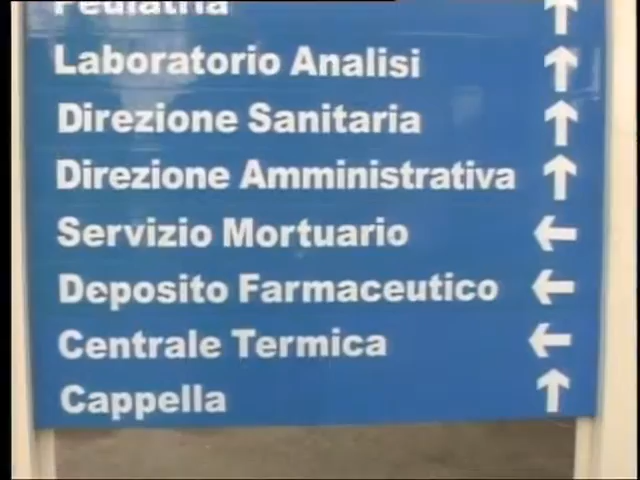 Pediatria
Laboratorio Analisi
Direzione Sanitaria
Direzione Amministrativa
Servizio Mortuario
Deposito Farmaceutico
Centrale Termica
Cappella